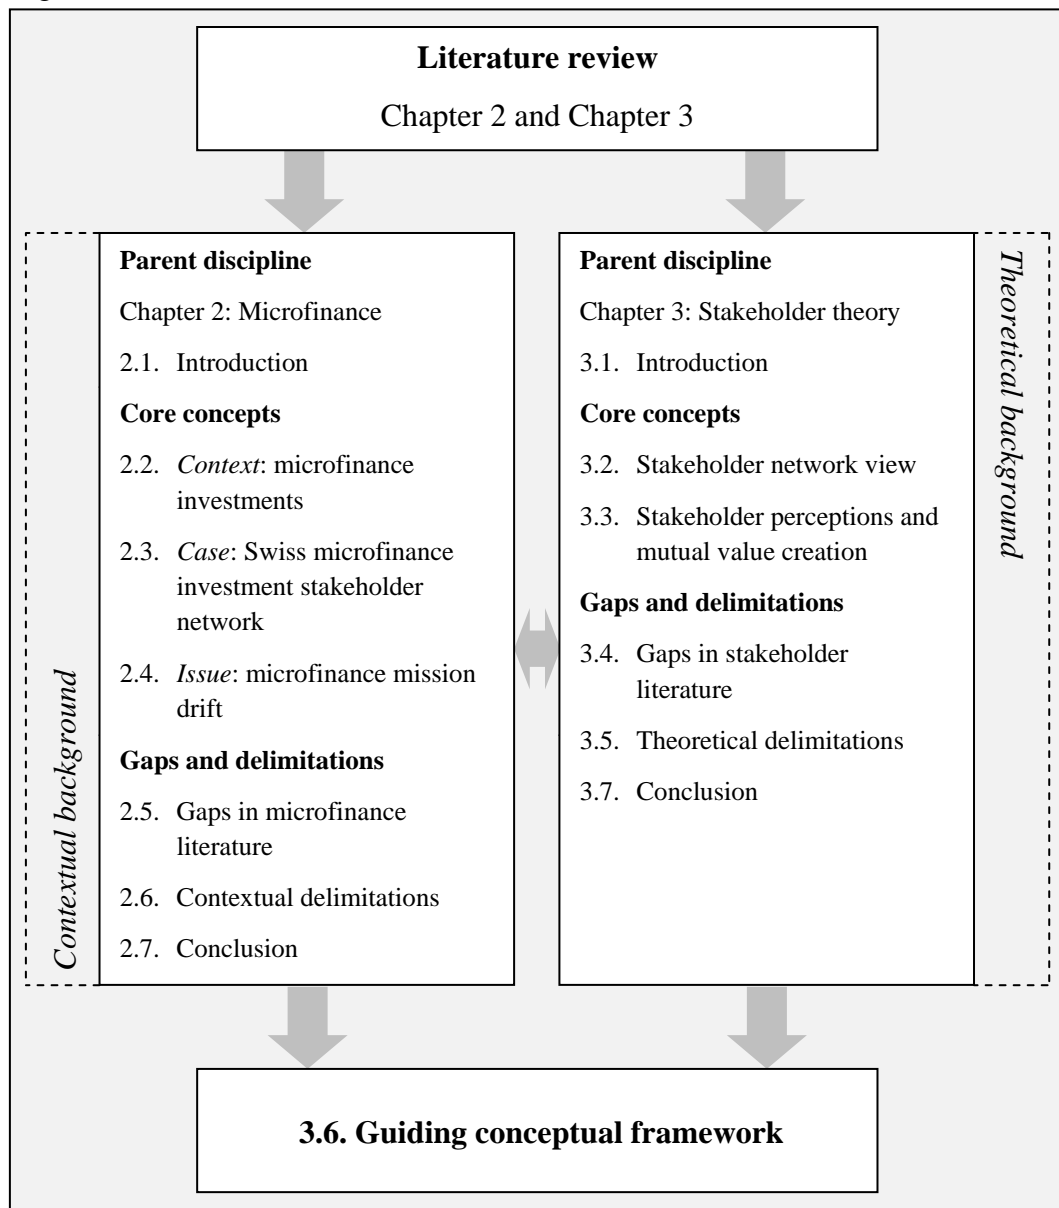 Literature review
Chapter 2 and Chapter 3
Contextual background
Parent discipline
Chapter 2: Microfinance
2.1. Introduction
Core concepts
2.2. Context: microfinance
investments
2.3. Case: Swiss microfinance
investment stakeholder
network
2.4. Issue: microfinance mission
drift
Gaps and delimitations
2.5. Gaps in microfinance
literature
2.6. Contextual delimitations
2.7. Conclusion
Parent discipline
Chapter 3: Stakeholder theory
3.1. Introduction
Core concepts
3.2. Stakeholder network view
3.3. Stakeholder perceptions and
mutual value creation
Gaps and delimitations
3.4. Gaps in stakeholder
literature
3.5. Theoretical delimitations
3.7. Conclusion
Theoretical background
3.6. Guiding conceptual framework